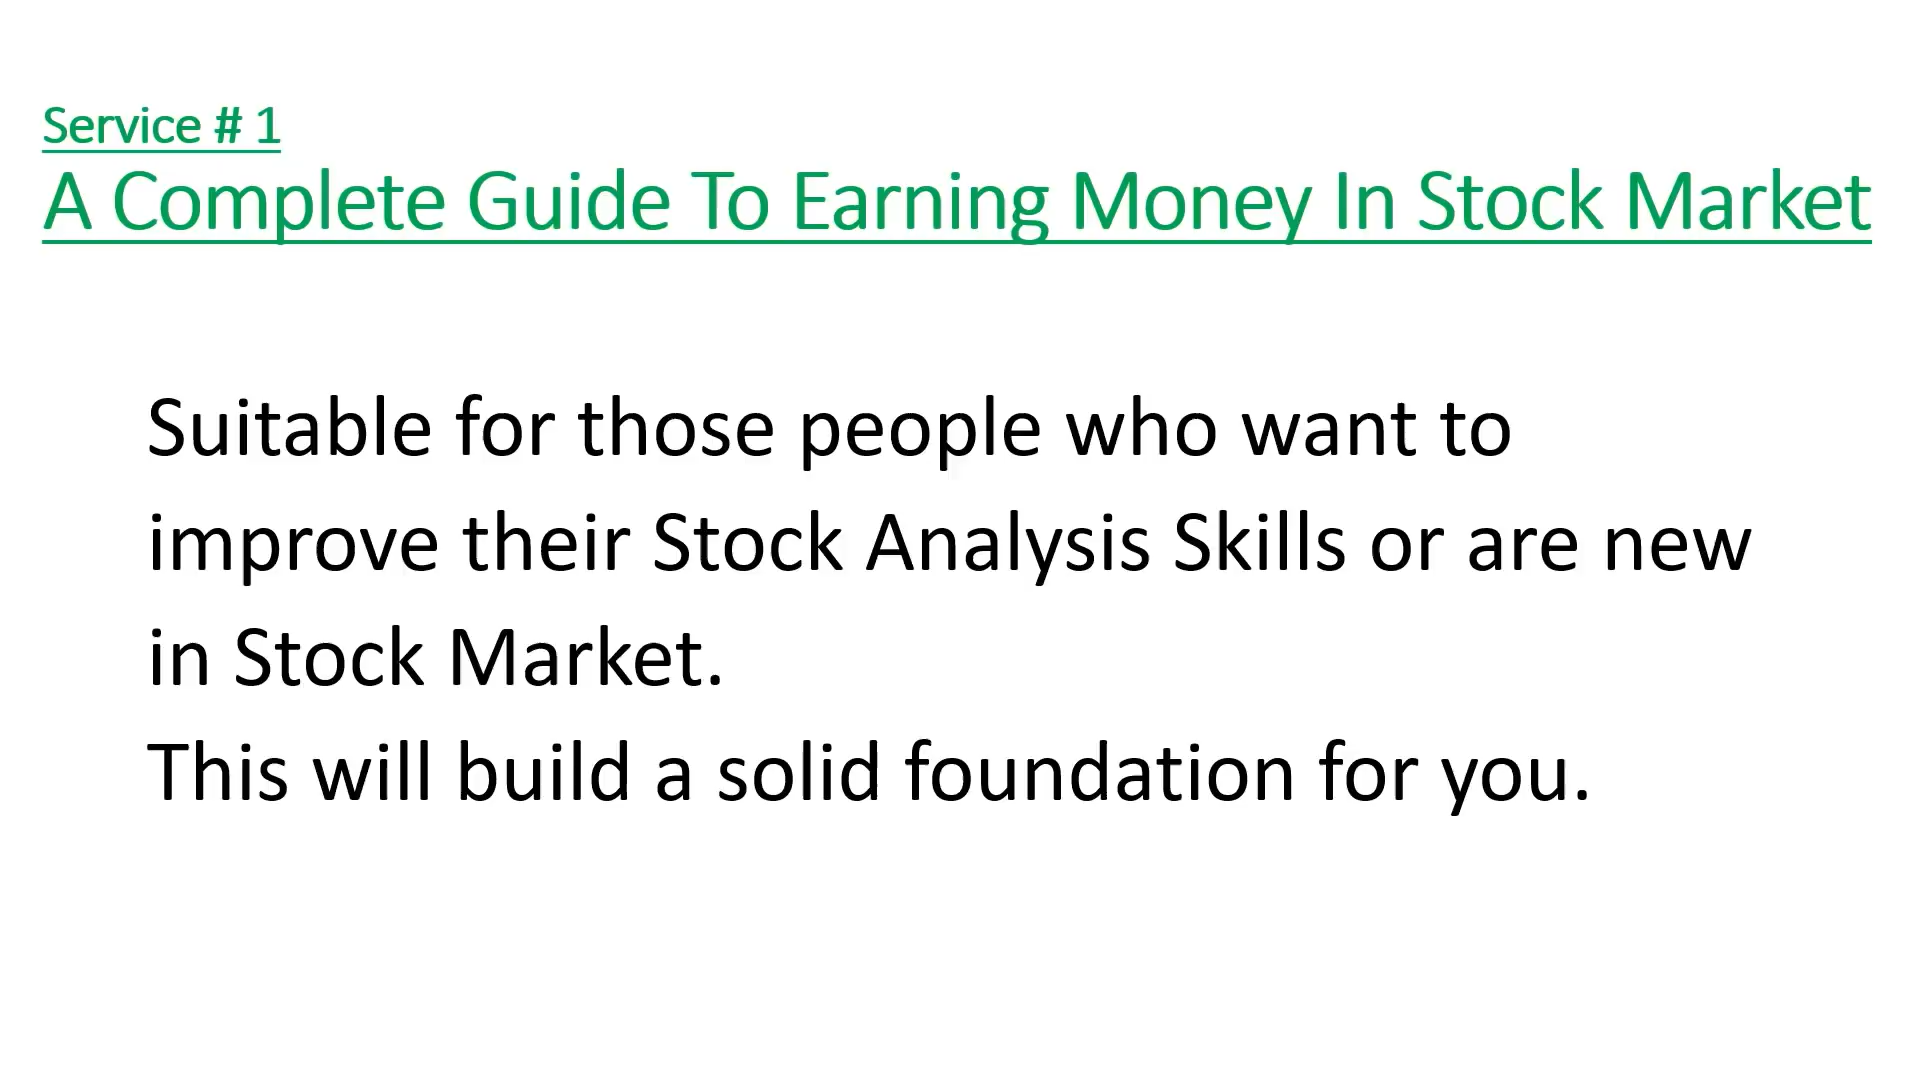 Service # 1
A Complete Guide To Earning Money In Stock Market
Suitable for those people who want to
improve their Stock Analysis Skills or are new
in Stock Market.
This will build a solid foundation for you.